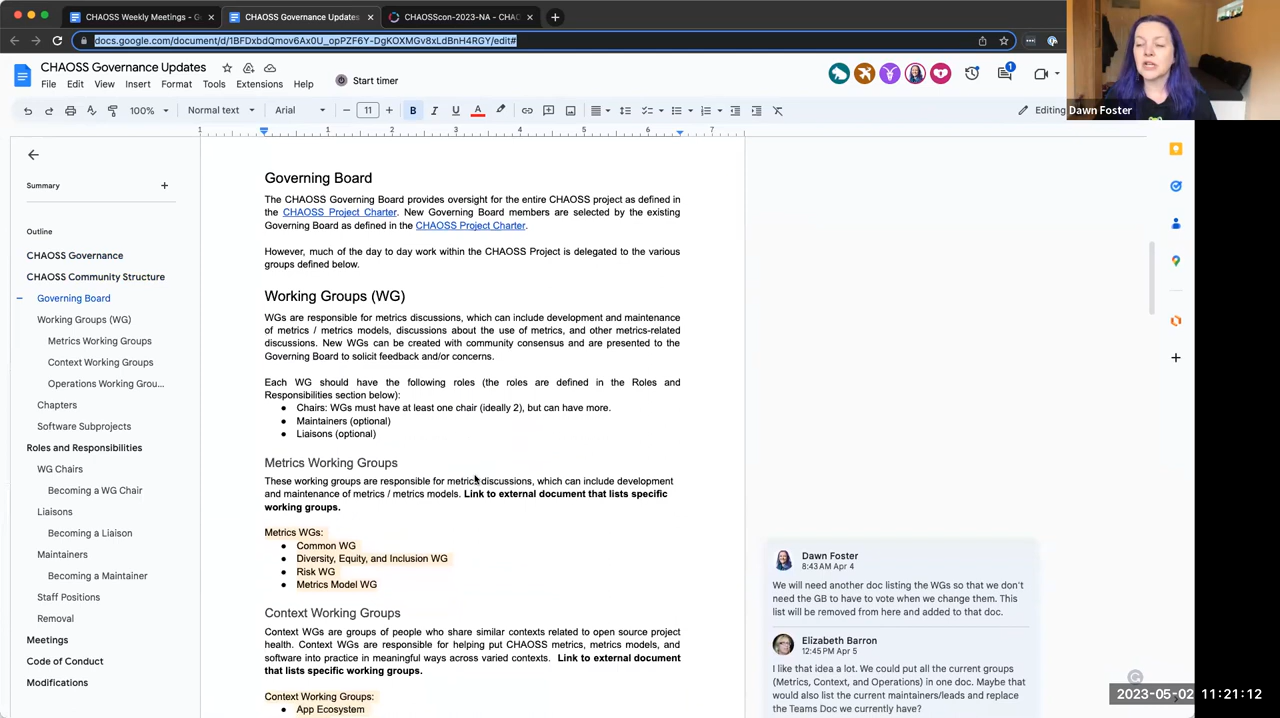 CHAOSS Weekly Meetings - G
CHAOSS Governance Updates
CHAOSScon-2023-NA - CHAO
docs.google.com/document/d/1BFDxbdQmov6Ax0U_opPZF6Y-DgKOXMGv8xLdBnH4RGY/edit#
CHAOSS Governance Updates
File Edit View Insert Format Tools Extensions Help
Start timer
1
100% Normal text Arial 11 B I U A Editing
Dawn Foster
1 1 2 3 4 5 6 7
Summary
Outline
CHAOSS Governance
CHAOSS Community Structure
Governing Board
Working Groups (WG)
Metrics Working Groups
Context Working Groups
Operations Working Grou...
Chapters
Software Subprojects
Roles and Responsibilities
WG Chairs
Becoming a WG Chair
Liaisons
Becoming a Liaison
Maintainers
Becoming a Maintainer
Staff Positions
Removal
Meetings
Code of Conduct
Modifications
Governing Board
The CHAOSS Governing Board provides oversight for the entire CHAOSS project as defined in
the CHAOSS Project Charter. New Governing Board members are selected by the existing
Governing Board as defined in the CHAOSS Project Charter.
However, much of the day to day work within the CHAOSS Project is delegated to the various
groups defined below.
Working Groups (WG)
WGs are responsible for metrics discussions, which can include development and maintenance
of metrics / metrics models, discussions about the use of metrics, and other metrics-related
discussions. New WGs can be created with community consensus and are presented to the
Governing Board to solicit feedback and/or concerns.
Each WG should have the following roles (the roles are defined in the Roles and
Responsibilities section below):
● Chairs: WGs must have at least one chair (ideally 2), but can have more.
● Maintainers (optional)
● Liaisons (optional)
Metrics Working Groups
These working groups are responsible for metrics discussions, which can include development
and maintenance of metrics / metrics models. Link to external document that lists specific
working groups.
Metrics WGs:
● Common WG
● Diversity, Equity, and Inclusion WG
● Risk WG
● Metrics Model WG
Context Working Groups
Context WGs are groups of people who share similar contexts related to open source project
health. Context WGs are responsible for helping put CHAOSS metrics, metrics models, and
software into practice in meaningful ways across varied contexts. Link to external document
that lists specific working groups.
Context Working Groups:
● App Ecosystem
Dawn Foster
8:43 AM Apr 4
We will need another doc listing the WGs so that we don't
need the GB to have to vote when we change them. This
list will be removed from here and added to that doc.
Elizabeth Barron
12:45 PM Apr 5
I like that idea a lot. We could put all the current groups
(Metrics, Context, and Operations) in one doc. Maybe that
would also list the current maintainers/leads and replace
the Teams Doc we currently have?
2023-05-02 11:21:12